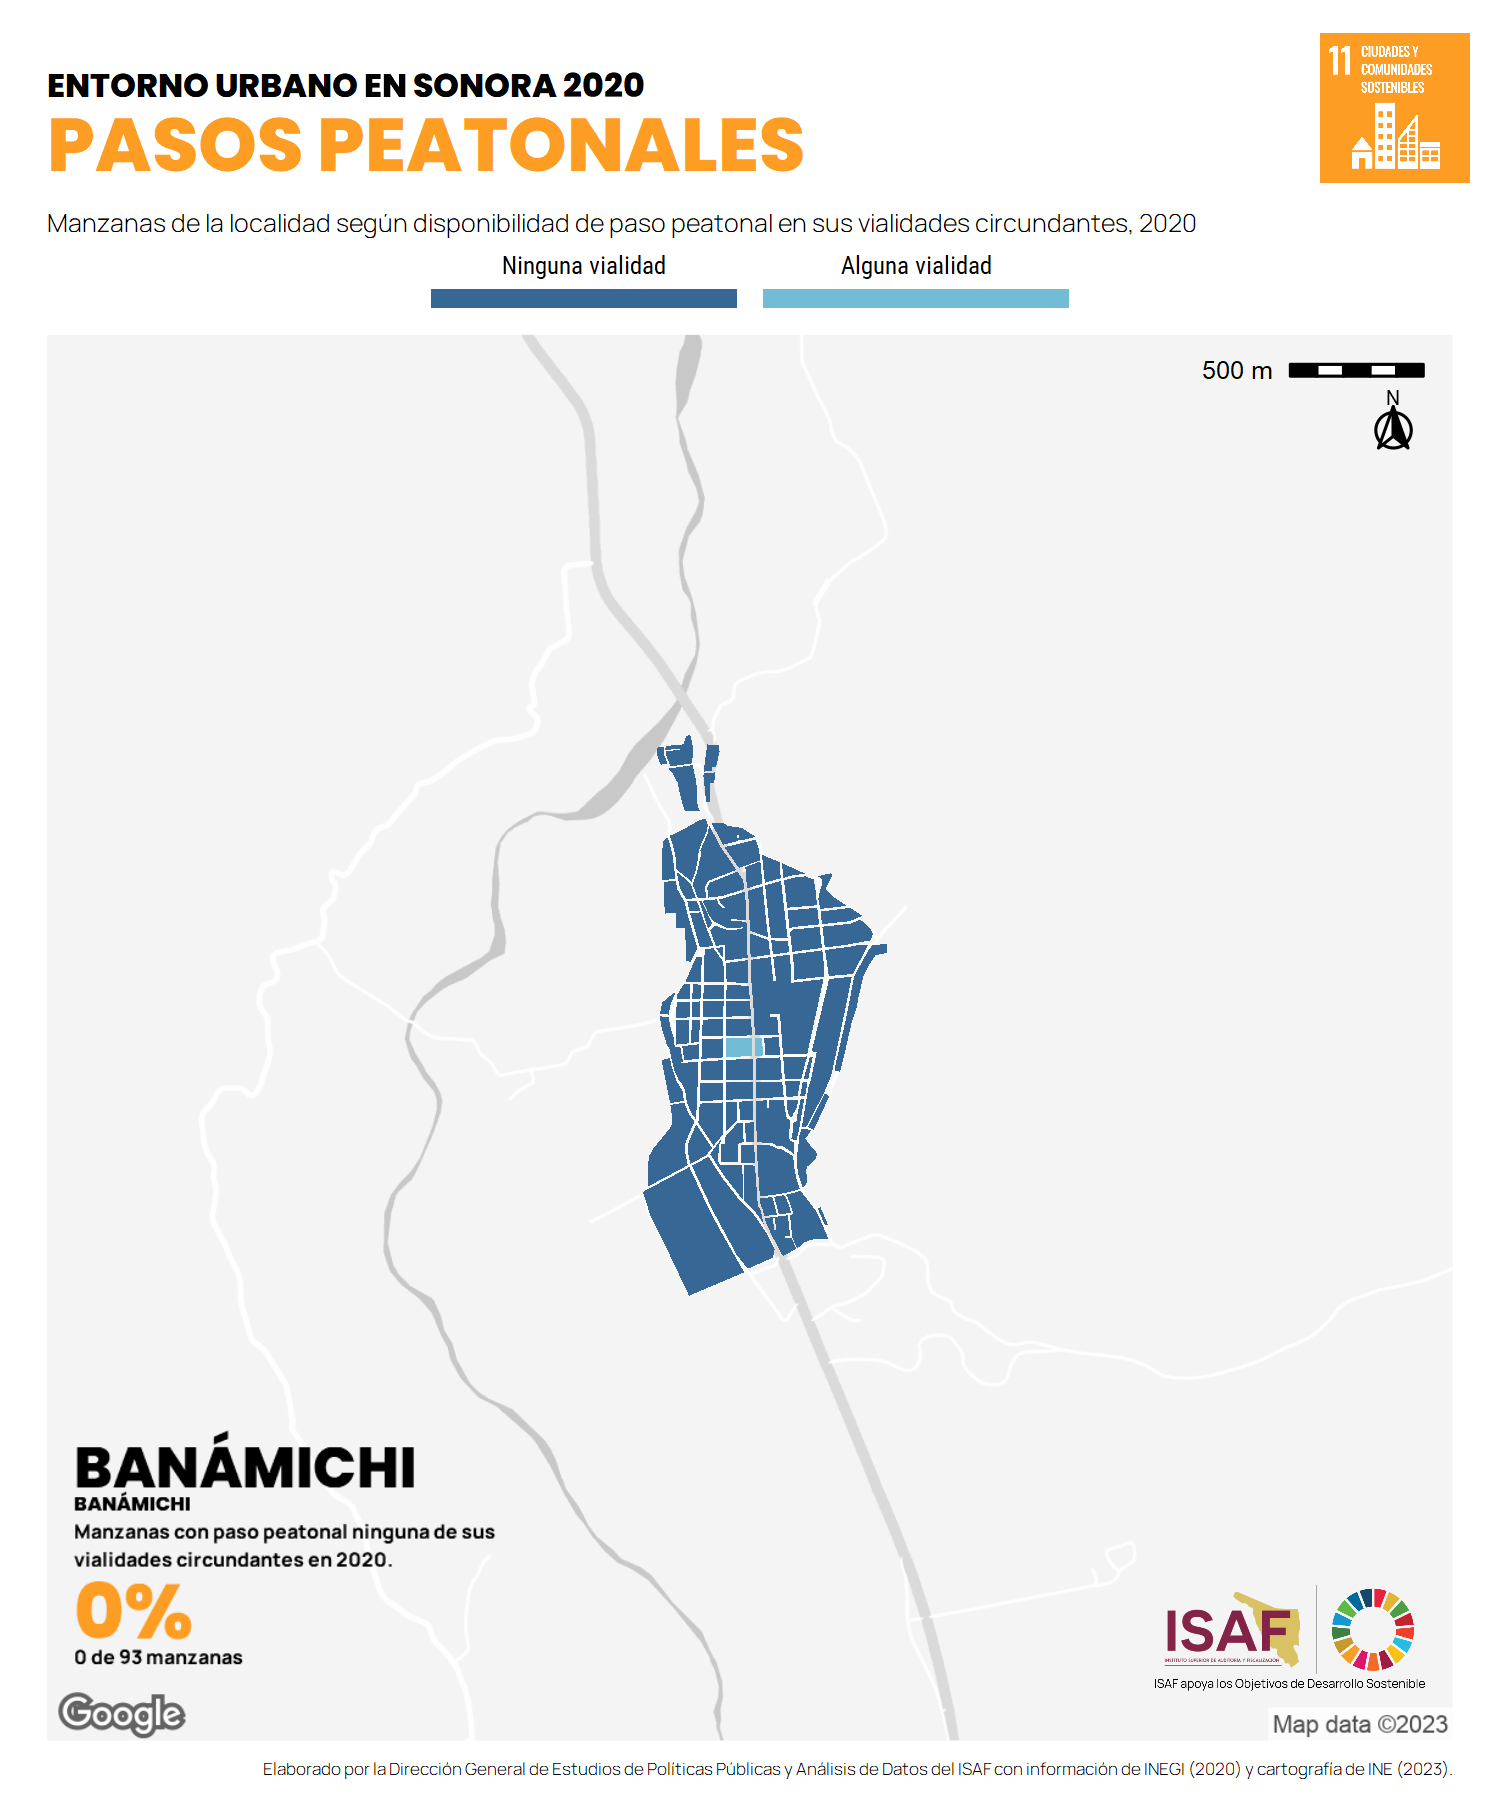 ENTORNO URBANO EN SONORA 2020
PASOS PEATONALES
11 CIUDADES Y
COMUNIDADES
SOSTENIBLES
Manzanas de la localidad según disponibilidad de paso peatonal en sus vialidades circundantes, 2020
Ninguna vialidad
Alguna vialidad
500 m
N
BANÁMICHI
BANÁMICHI
Manzanas con paso peatonal ninguna de sus
vialidades circundantes en 2020.
0%
0 de 93 manzanas
Google
ISAF
INSTITUTO SUPERIOR DE AUDITORÍA Y FISCALIZACIÓN
ISAF apoya los Objetivos de Desarrollo Sostenible
Map data ©2023
Elaborado por la Dirección General de Estudios de Políticas Públicas y Análisis de Datos del ISAF con información de INEGI (2020) y cartografía de INE (2023).